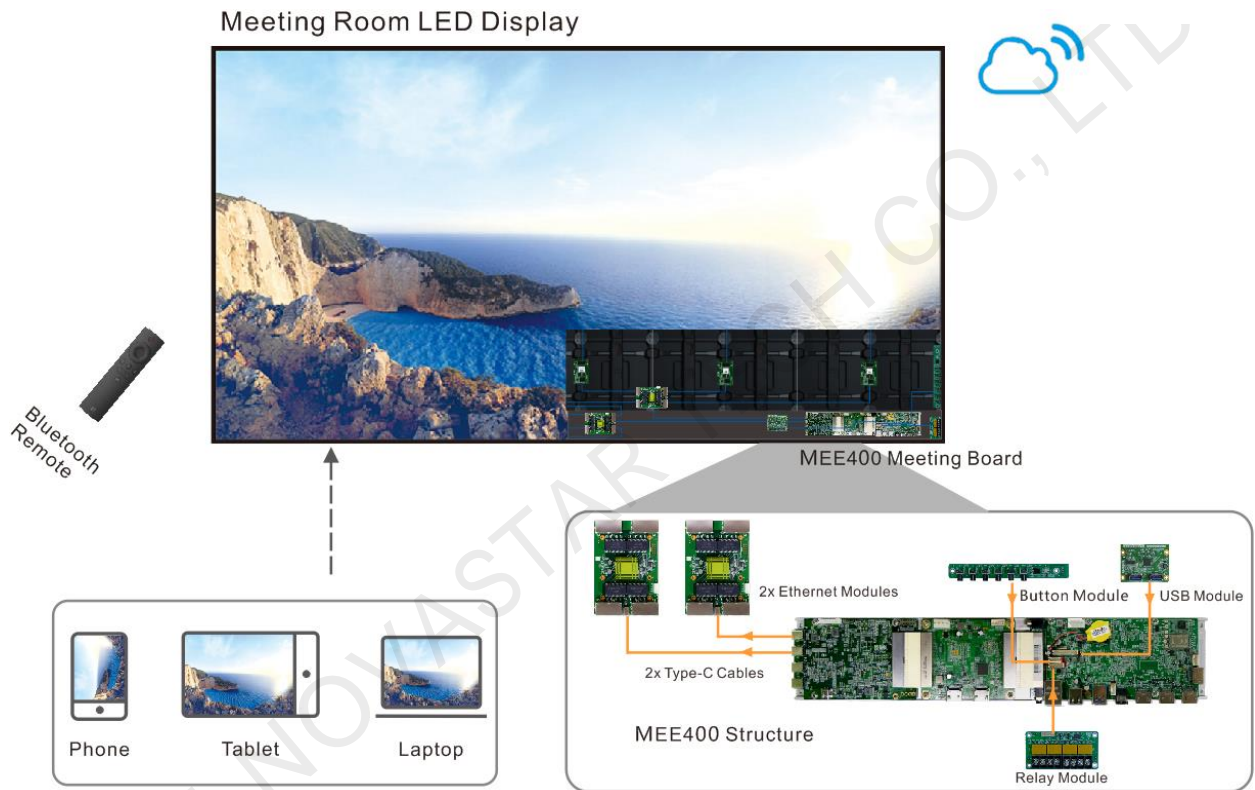 Meeting Room LED Display
Bluetooth
Remote
MEE400 Meeting Board
2x Ethernet Modules
Button Module
USB Module
2x Type-C Cables
MEE400 Structure
Relay Module
Phone
Tablet
Laptop
NOVASTAR TECH CO., LTD